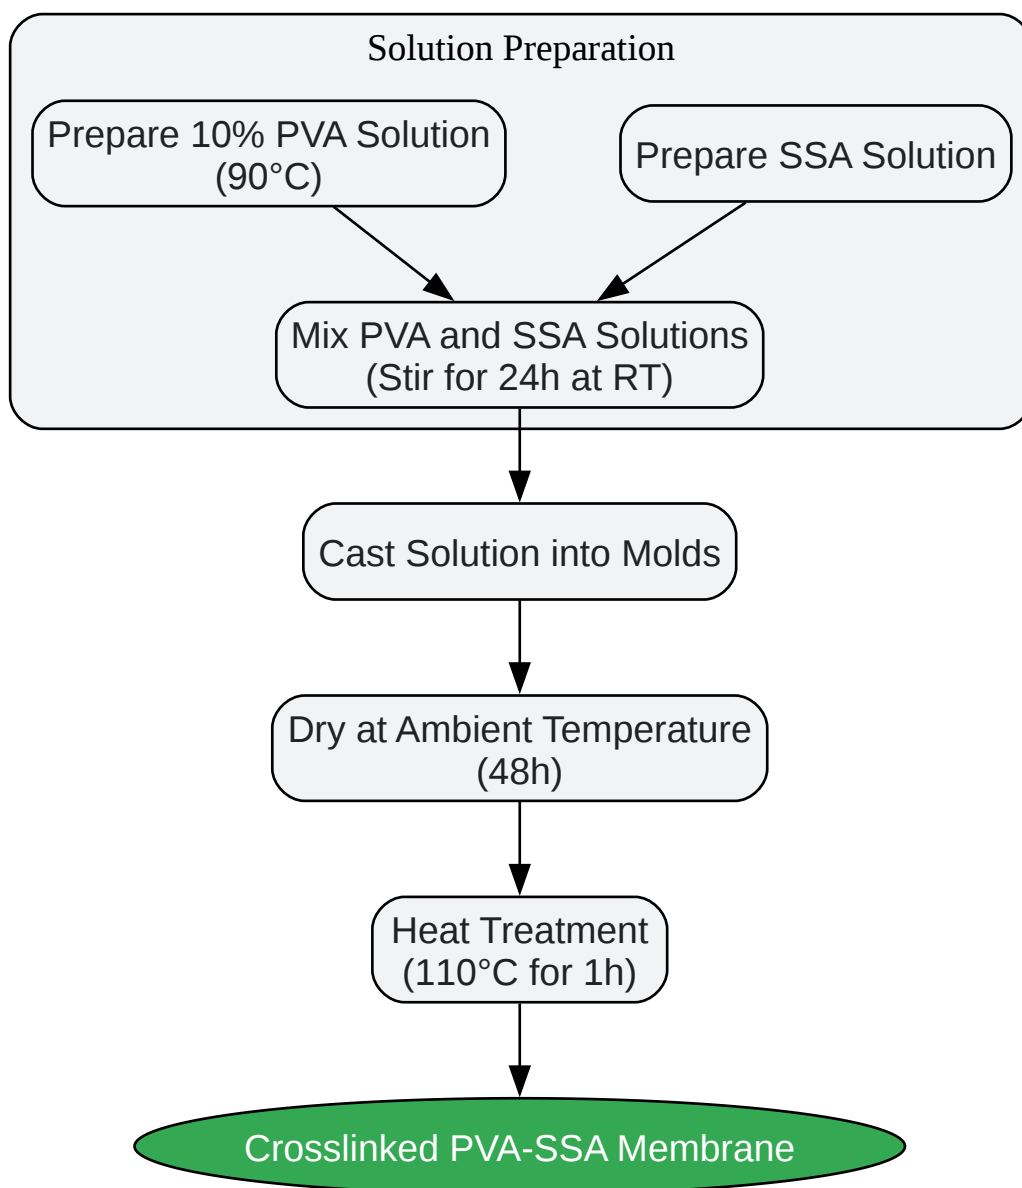 Solution Preparation
Prepare 10% PVA Solution
(90°C)
Prepare SSA Solution
Mix PVA and SSA Solutions
(Stir for 24h at RT)
Cast Solution into Molds
Dry at Ambient Temperature
(48h)
Heat Treatment
(110°C for 1h)
Crosslinked PVA-SSA Membrane